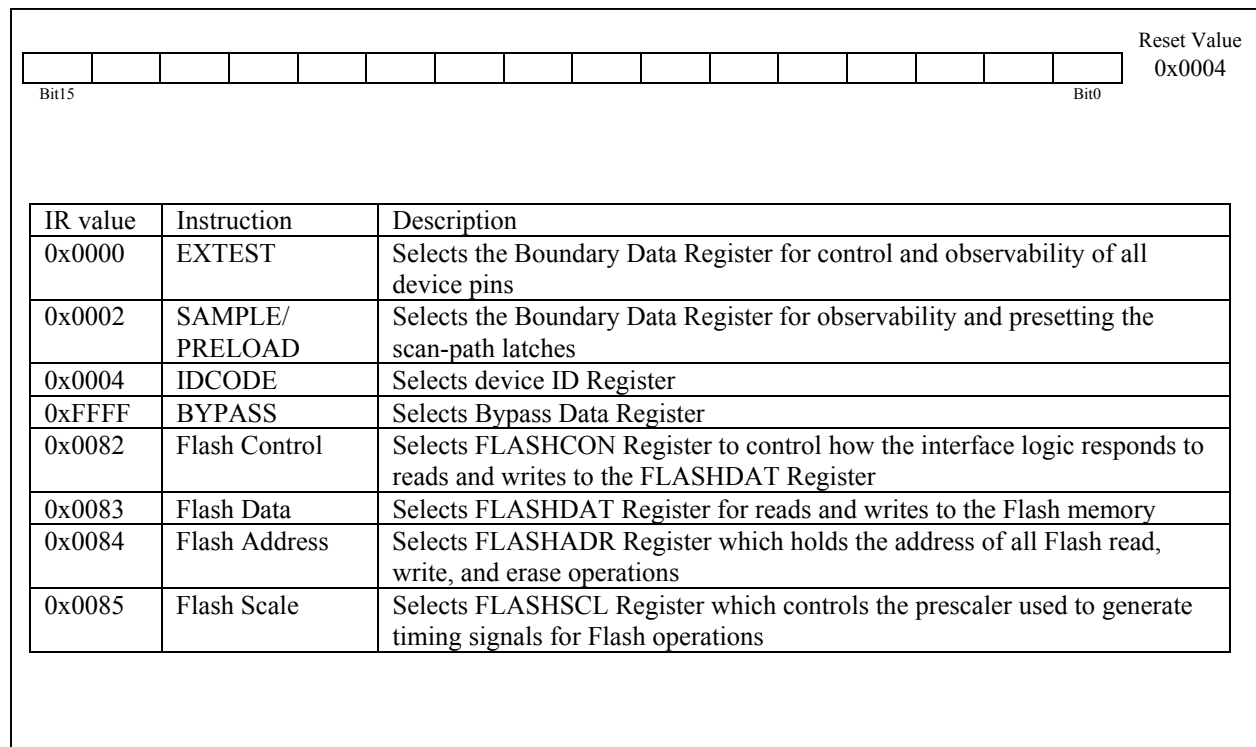 Reset Value
0x0004
Bit15 Bit0
IR value Instruction Description
0x0000 EXTEST Selects the Boundary Data Register for control and observability of all
device pins
0x0002 SAMPLE/ Selects the Boundary Data Register for observability and presetting the
PRELOAD scan-path latches
0x0004 IDCODE Selects device ID Register
0xFFFF BYPASS Selects Bypass Data Register
0x0082 Flash Control Selects FLASHCON Register to control how the interface logic responds to
reads and writes to the FLASHDAT Register
0x0083 Flash Data Selects FLASHDAT Register for reads and writes to the Flash memory
0x0084 Flash Address Selects FLASHADR Register which holds the address of all Flash read,
write, and erase operations
0x0085 Flash Scale Selects FLASHSCL Register which controls the prescaler used to generate
timing signals for Flash operations